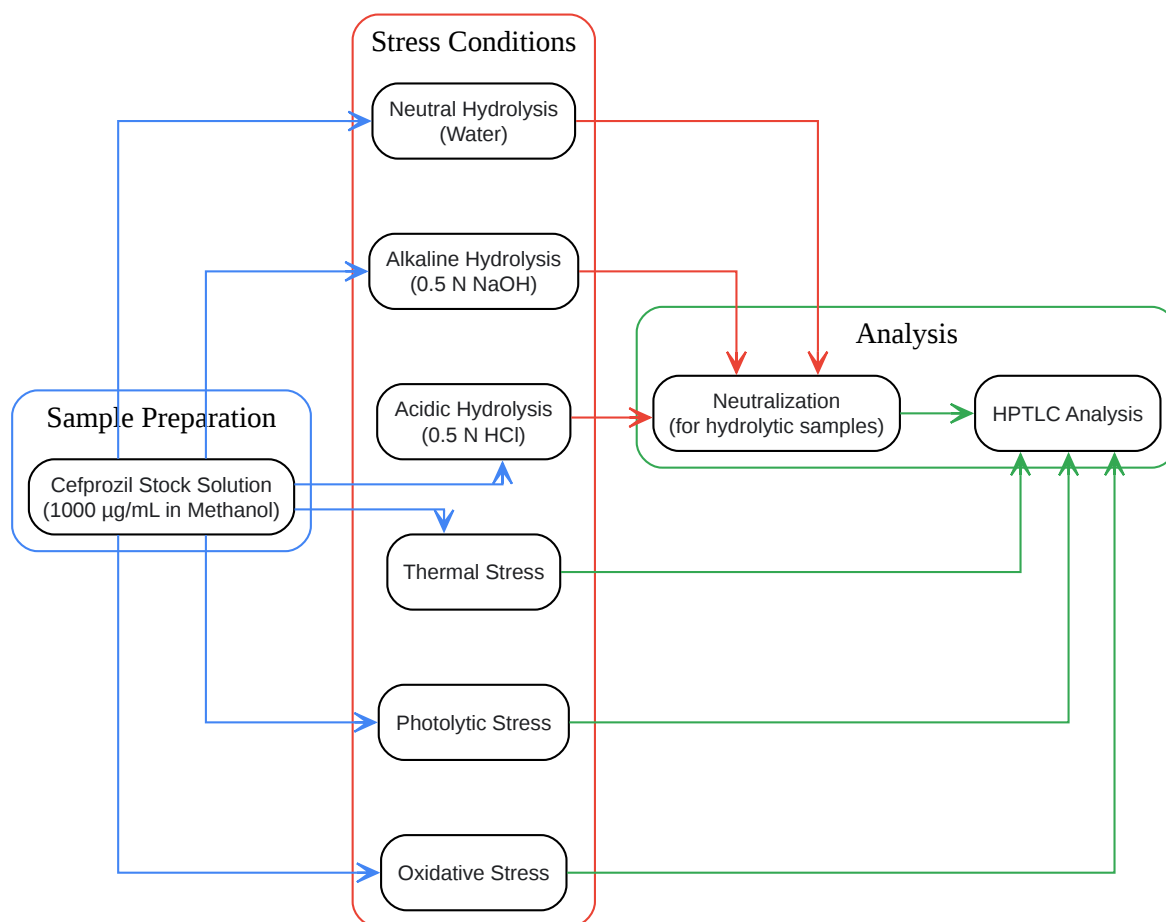 Stress Conditions
Neutral Hydrolysis
(Water)
Alkaline Hydrolysis
(0.5 N NaOH)
Acidic Hydrolysis
(0.5 N HCl)
Thermal Stress
Photolytic Stress
Oxidative Stress
Sample Preparation
Cefprozil Stock Solution
(1000 µg/mL in Methanol)
Analysis
Neutralization
(for hydrolytic samples)
HPTLC Analysis